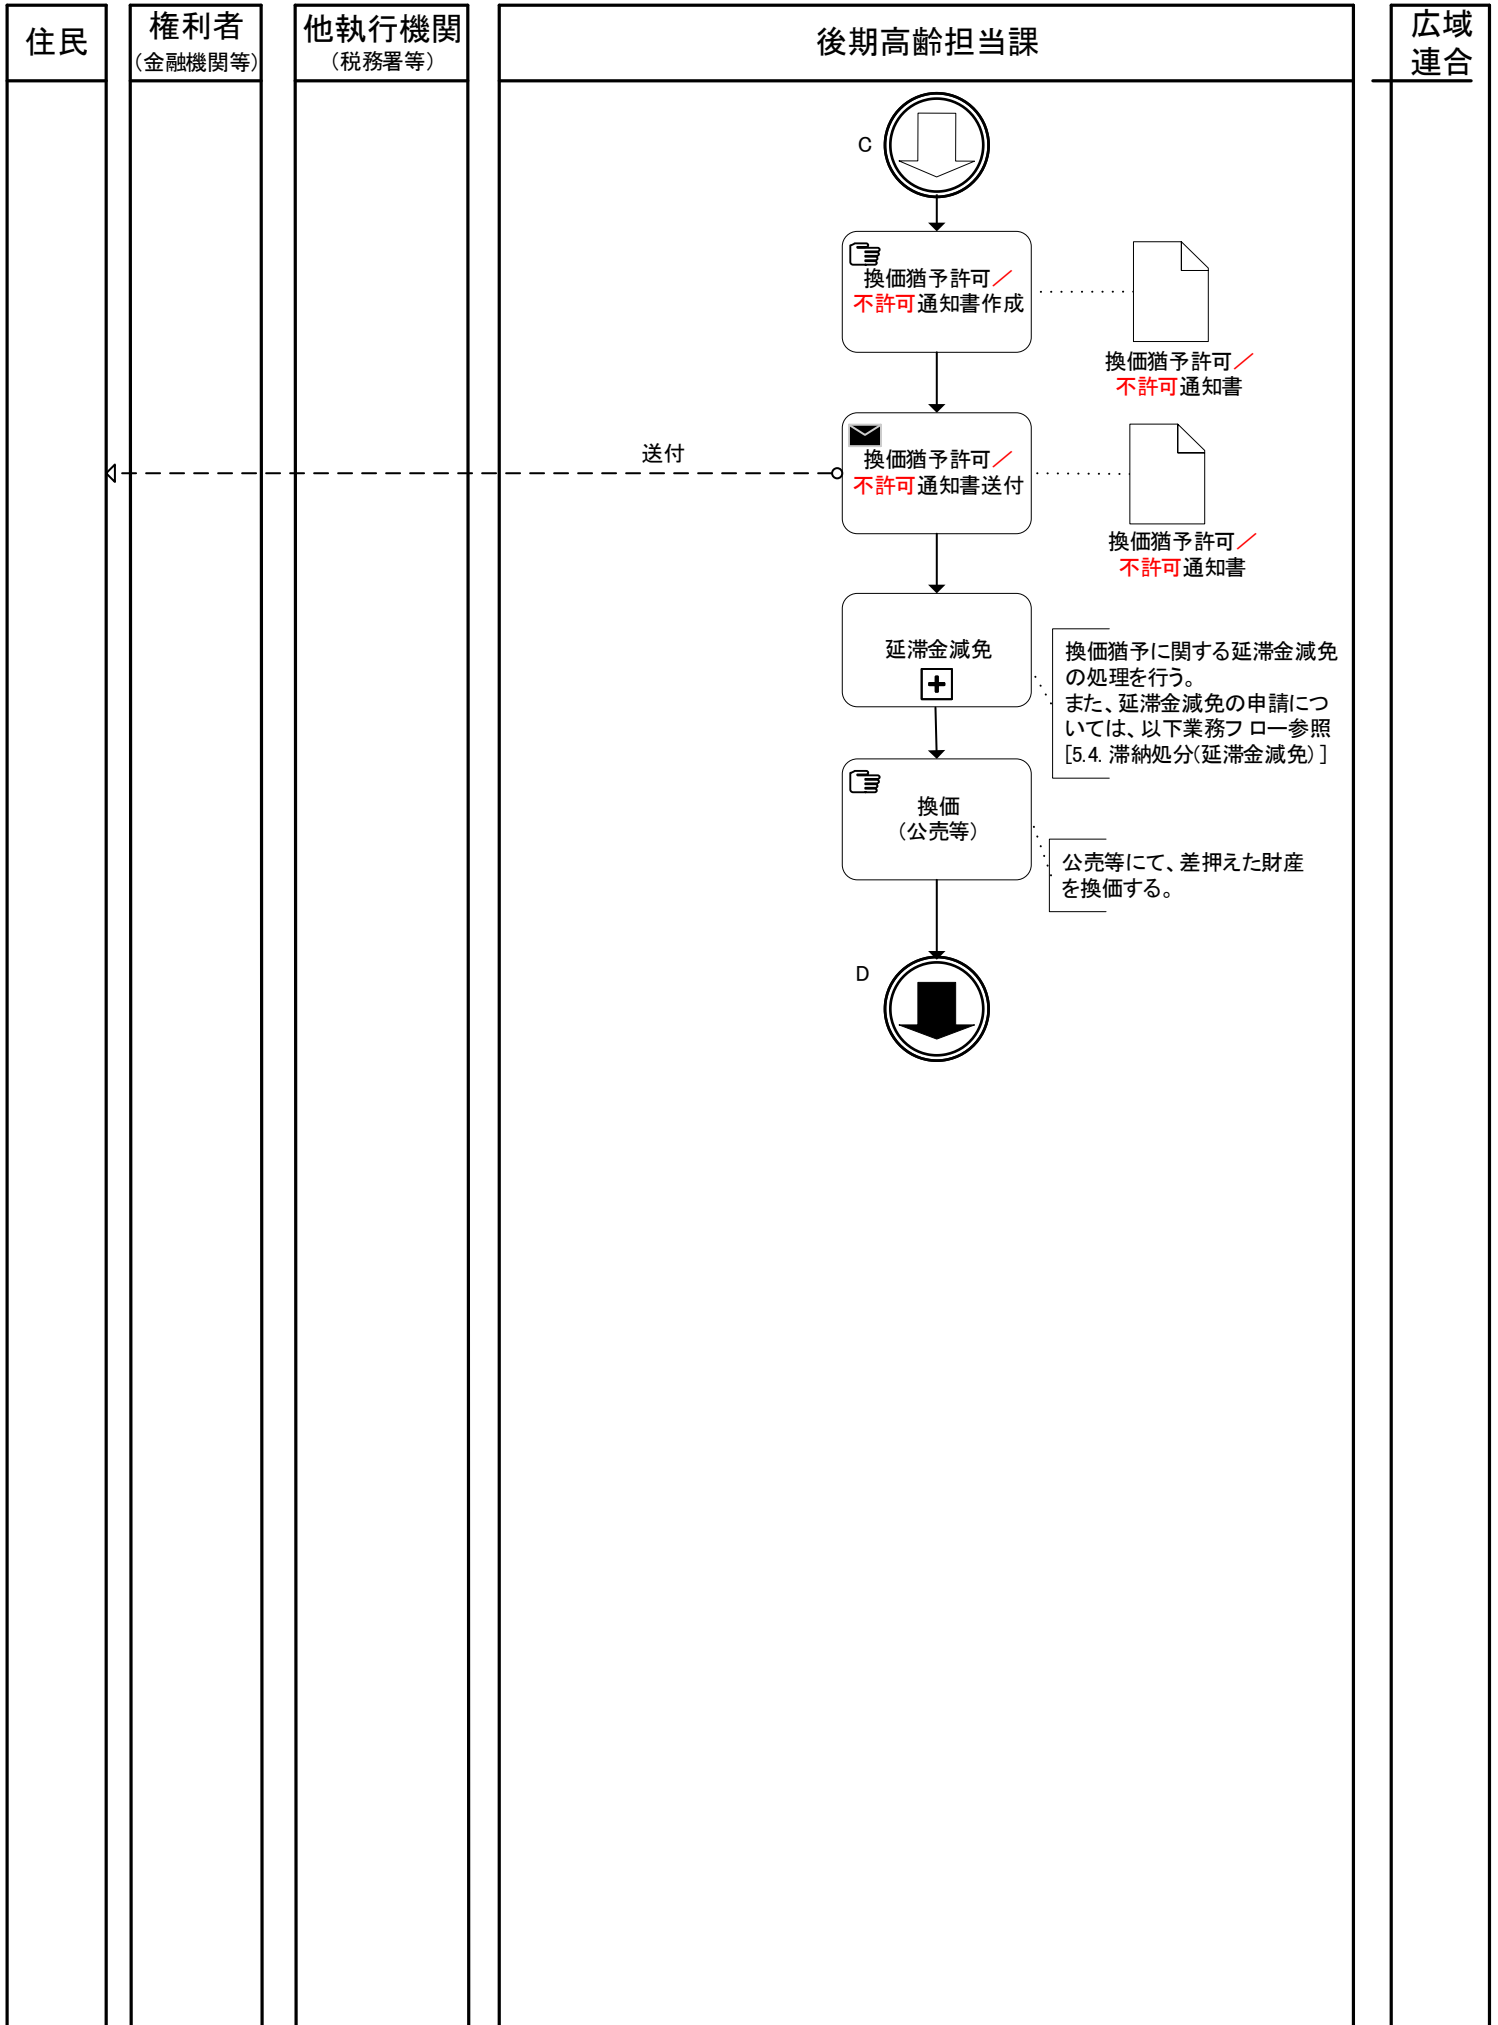 住民
権利者
（金融機関等）
他執行機関
（税務署等）
後期高齢担当課
広域
連合
C
換価猶予許可／
不許可通知書作成
換価猶予許可／
不許可通知書
送付
換価猶予許可／
不許可通知書送付
換価猶予許可／
不許可通知書
延滞金減免
換価猶予に関する延滞金減免
の処理を行う。
また、延滞金減免の申請につ
いては、以下業務フロー参照
［5.4. 滞納処分(延滞金減免)］
換価
（公売等）
公売等にて、差押えた財産
を換価する。
D